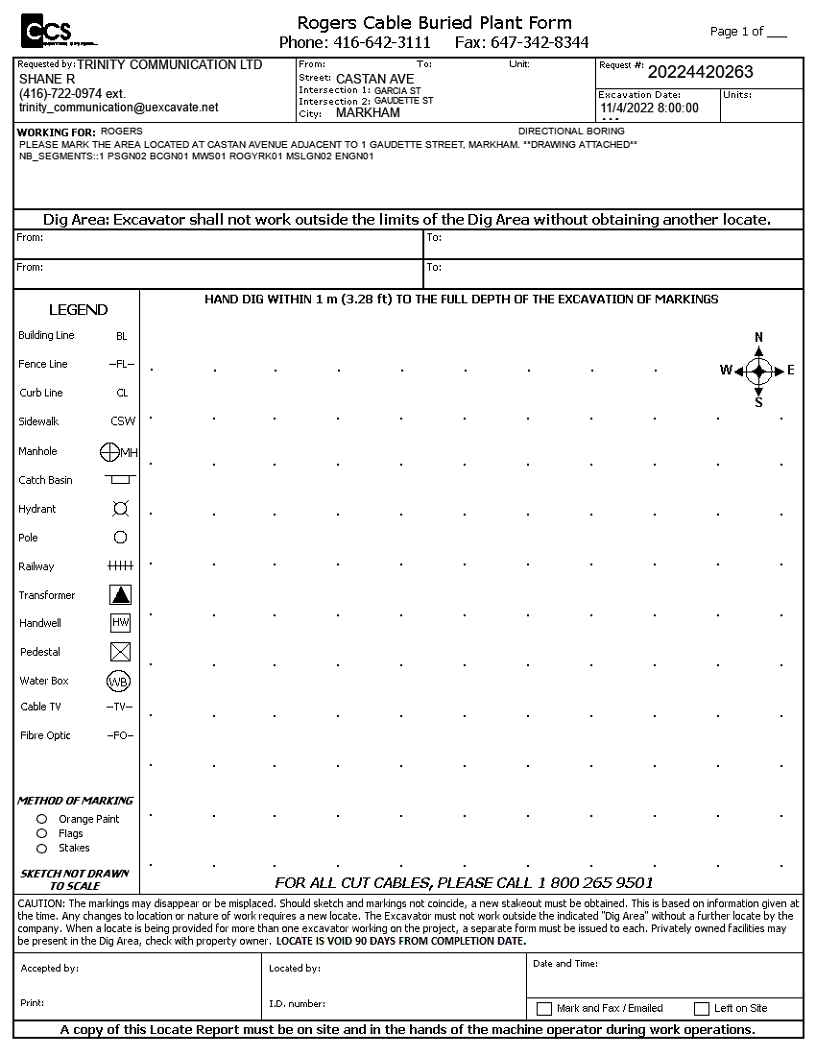 CCS
Rogers Cable Buried Plant Form
Phone: 416-642-3111 Fax: 647-342-8344
Page 1 of ___
Requested by: TRINITY COMMUNICATION LTD
SHANE R
(416)-722-0974 ext.
trinity_communication@uexcavate.net
From: To: Unit:
Street: CASTAN AVE
Intersection 1: GARCIA ST
Intersection 2: GAUDETTE ST
City: MARKHAM
Request #: 20224420263
Excavation Date:
11/4/2022 8:00:00
Units:
WORKING FOR: ROGERS DIRECTIONAL BORING
PLEASE MARK THE AREA LOCATED AT CASTAN AVENUE ADJACENT TO 1 GAUDETTE STREET, MARKHAM. **DRAWING ATTACHED**
NB_SEGMENTS::1 PSGN02 BCGN01 MWS01 ROGYRK01 MSLGN02 ENGN01
Dig Area: Excavator shall not work outside the limits of the Dig Area without obtaining another locate.
From: To:
From: To:
HAND DIG WITHIN 1 m (3.28 ft) TO THE FULL DEPTH OF THE EXCAVATION OF MARKINGS
LEGEND
Building Line BL
Fence Line –FL–
Curb Line CL
Sidewalk CSW
Manhole MH
Catch Basin
Hydrant
Pole
Railway
Transformer
Handwell HW
Pedestal
Water Box WB
Cable TV –TV–
Fibre Optic –FO–
N
W E
S
METHOD OF MARKING
Orange Paint
Flags
Stakes
SKETCH NOT DRAWN
TO SCALE
FOR ALL CUT CABLES, PLEASE CALL 1 800 265 9501
CAUTION: The markings may disappear or be misplaced. Should sketch and markings not coincide, a new stakeout must be obtained. This is based on information given at
the time. Any changes to location or nature of work requires a new locate. The Excavator must not work outside the indicated "Dig Area" without a further locate by the
company. When a locate is being provided for more than one excavator working on the project, a separate form must be issued to each. Privately owned facilities may
be present in the Dig Area, check with property owner. LOCATE IS VOID 90 DAYS FROM COMPLETION DATE.
Accepted by:
Print:
Located by:
I.D. number:
Date and Time:
Mark and Fax / Emailed Left on Site
A copy of this Locate Report must be on site and in the hands of the machine operator during work operations.